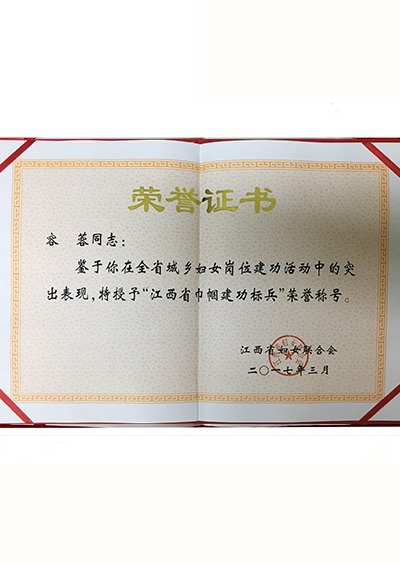 荣誉证书
容 蓉同志：
鉴于你在全省城乡妇女岗位建功活动中的突
出表现，特授予“江西省巾帼建功标兵”荣誉称号。
江西省妇女联合会
二〇一七年三月